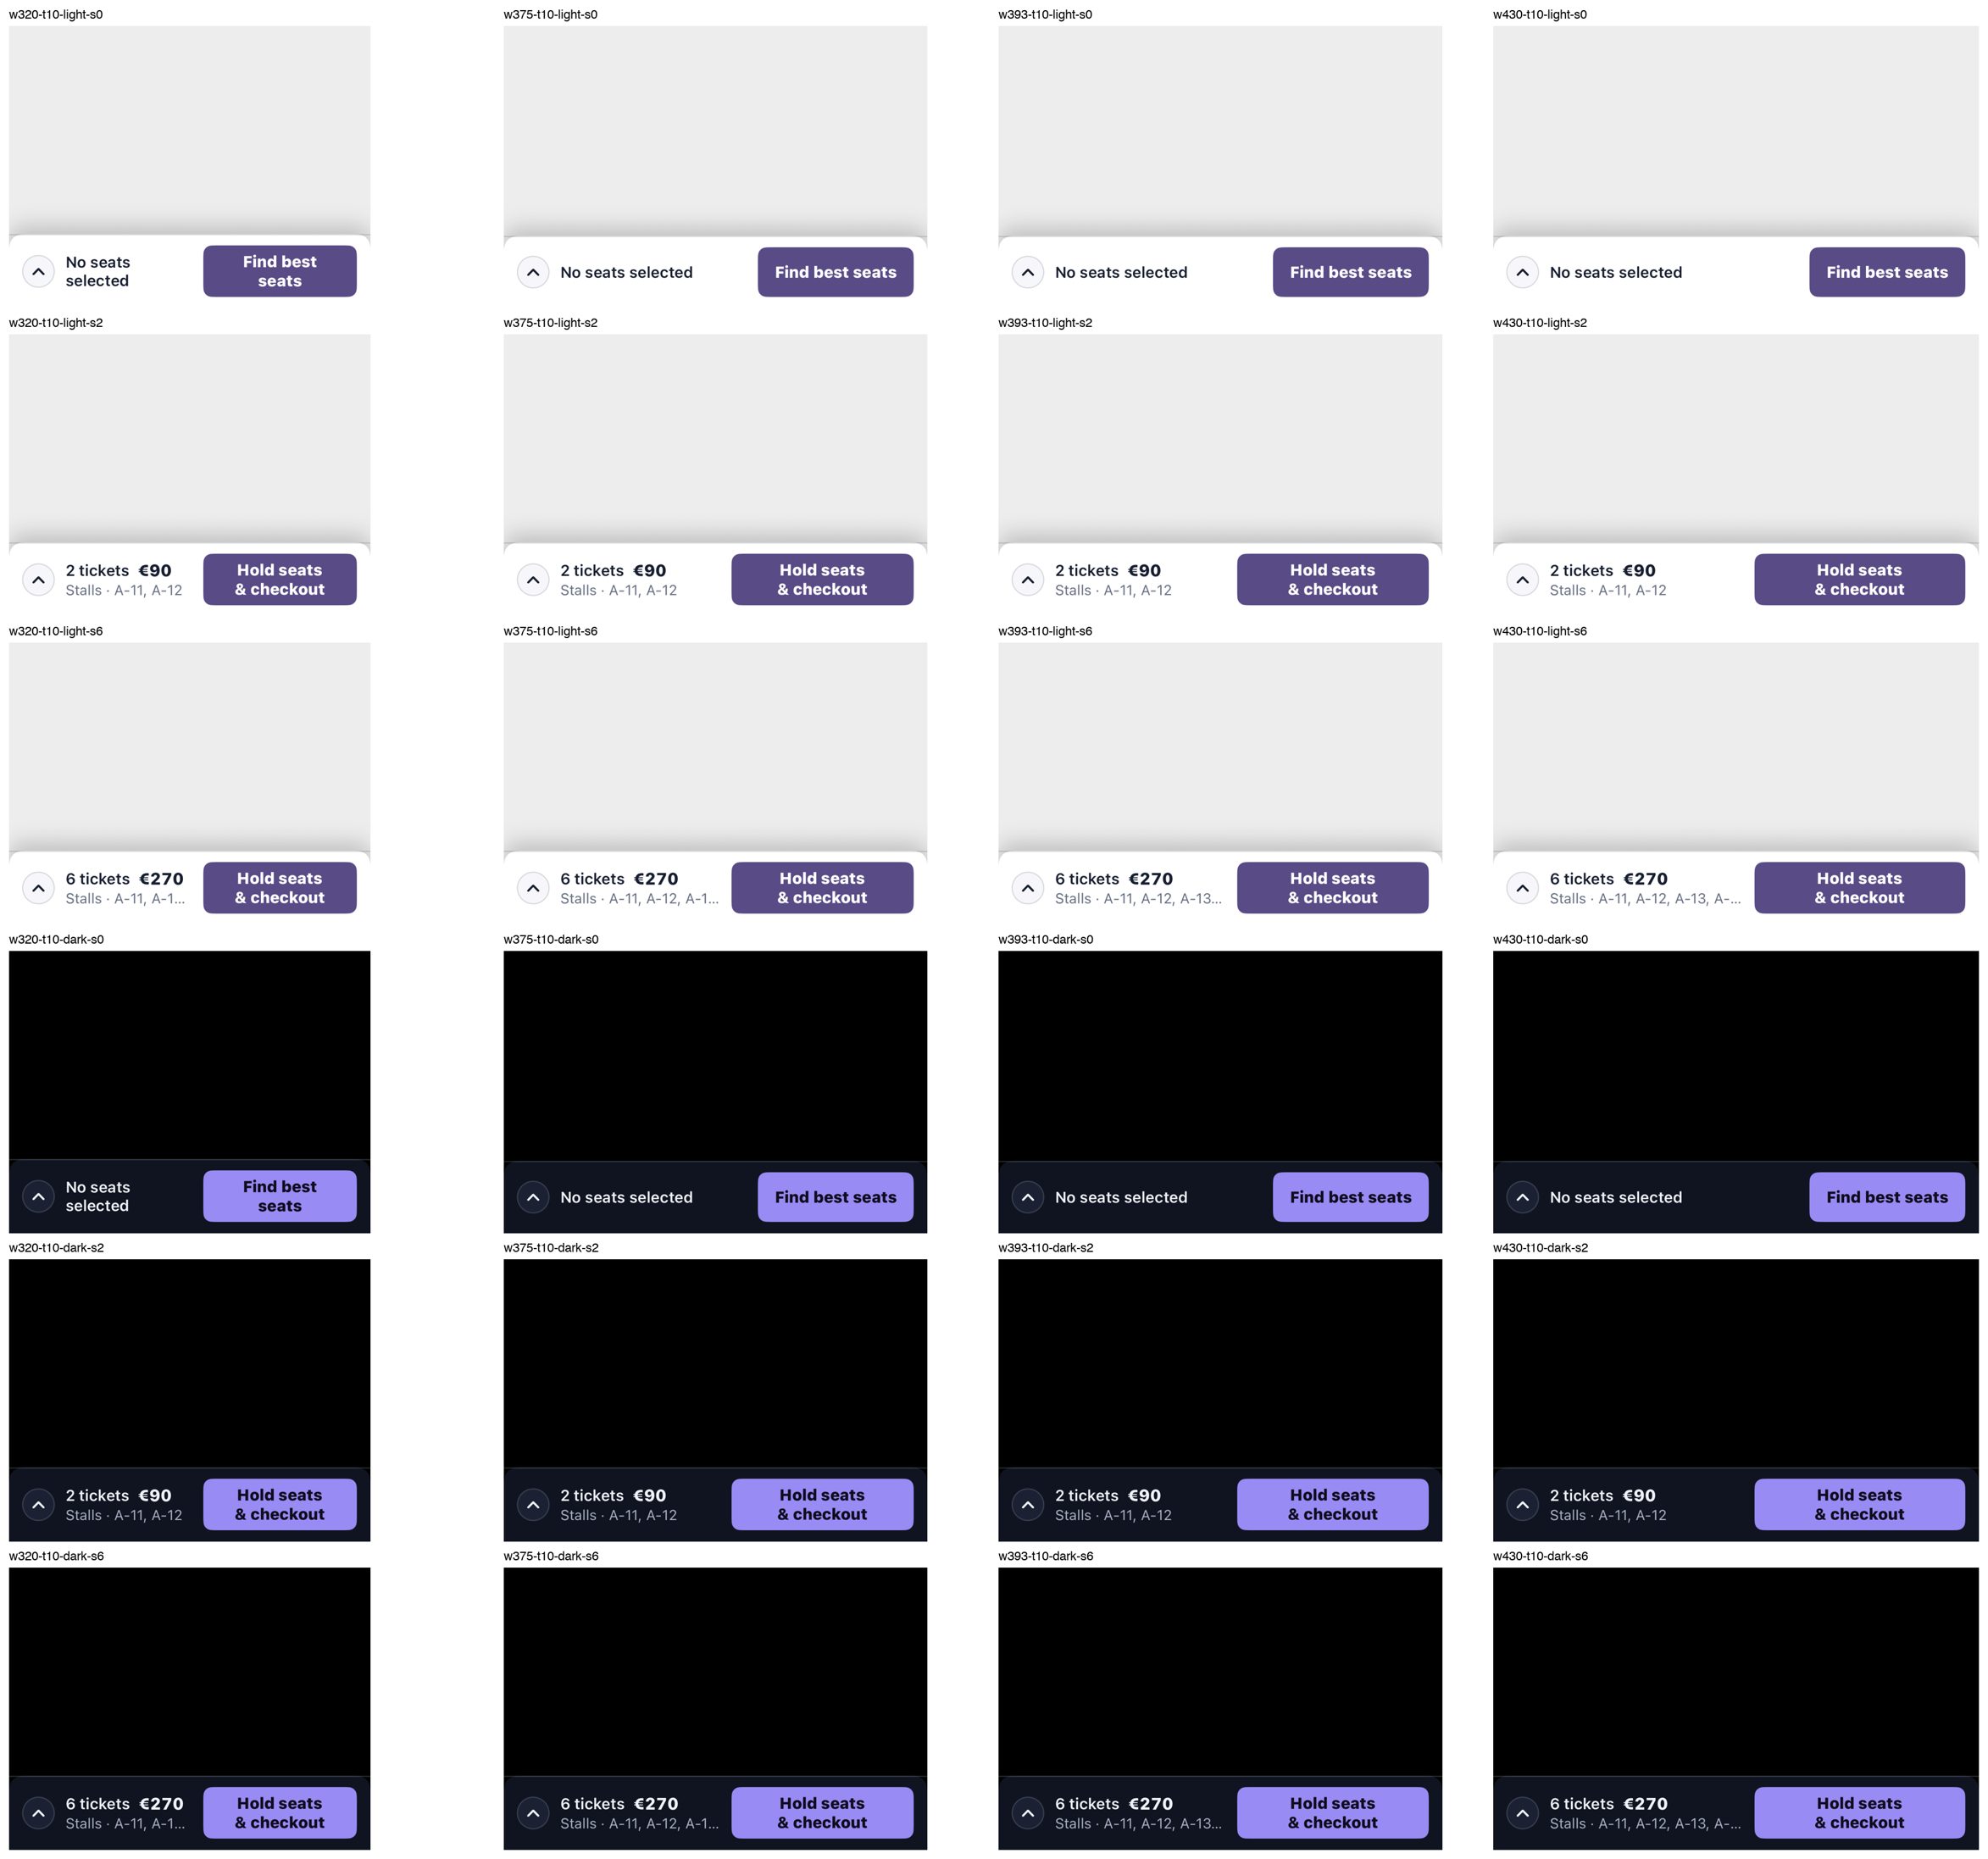 w320-t10-light-s0
w375-t10-light-s0
w393-t10-light-s0
w430-t10-light-s0
No seats
selected
Find best
seats
No seats selected
Find best seats
No seats selected
Find best seats
No seats selected
Find best seats
w320-t10-light-s2
w375-t10-light-s2
w393-t10-light-s2
w430-t10-light-s2
2 tickets €90
Stalls · A-11, A-12
Hold seats
& checkout
2 tickets €90
Stalls · A-11, A-12
Hold seats
& checkout
2 tickets €90
Stalls · A-11, A-12
Hold seats
& checkout
2 tickets €90
Stalls · A-11, A-12
Hold seats
& checkout
w320-t10-light-s6
w375-t10-light-s6
w393-t10-light-s6
w430-t10-light-s6
6 tickets €270
Stalls · A-11, A-1...
Hold seats
& checkout
6 tickets €270
Stalls · A-11, A-12, A-1...
Hold seats
& checkout
6 tickets €270
Stalls · A-11, A-12, A-13...
Hold seats
& checkout
6 tickets €270
Stalls · A-11, A-12, A-13, A-...
Hold seats
& checkout
w320-t10-dark-s0
w375-t10-dark-s0
w393-t10-dark-s0
w430-t10-dark-s0
No seats
selected
Find best
seats
No seats selected
Find best seats
No seats selected
Find best seats
No seats selected
Find best seats
w320-t10-dark-s2
w375-t10-dark-s2
w393-t10-dark-s2
w430-t10-dark-s2
2 tickets €90
Stalls · A-11, A-12
Hold seats
& checkout
2 tickets €90
Stalls · A-11, A-12
Hold seats
& checkout
2 tickets €90
Stalls · A-11, A-12
Hold seats
& checkout
2 tickets €90
Stalls · A-11, A-12
Hold seats
& checkout
w320-t10-dark-s6
w375-t10-dark-s6
w393-t10-dark-s6
w430-t10-dark-s6
6 tickets €270
Stalls · A-11, A-1...
Hold seats
& checkout
6 tickets €270
Stalls · A-11, A-12, A-1...
Hold seats
& checkout
6 tickets €270
Stalls · A-11, A-12, A-13...
Hold seats
& checkout
6 tickets €270
Stalls · A-11, A-12, A-13, A-...
Hold seats
& checkout